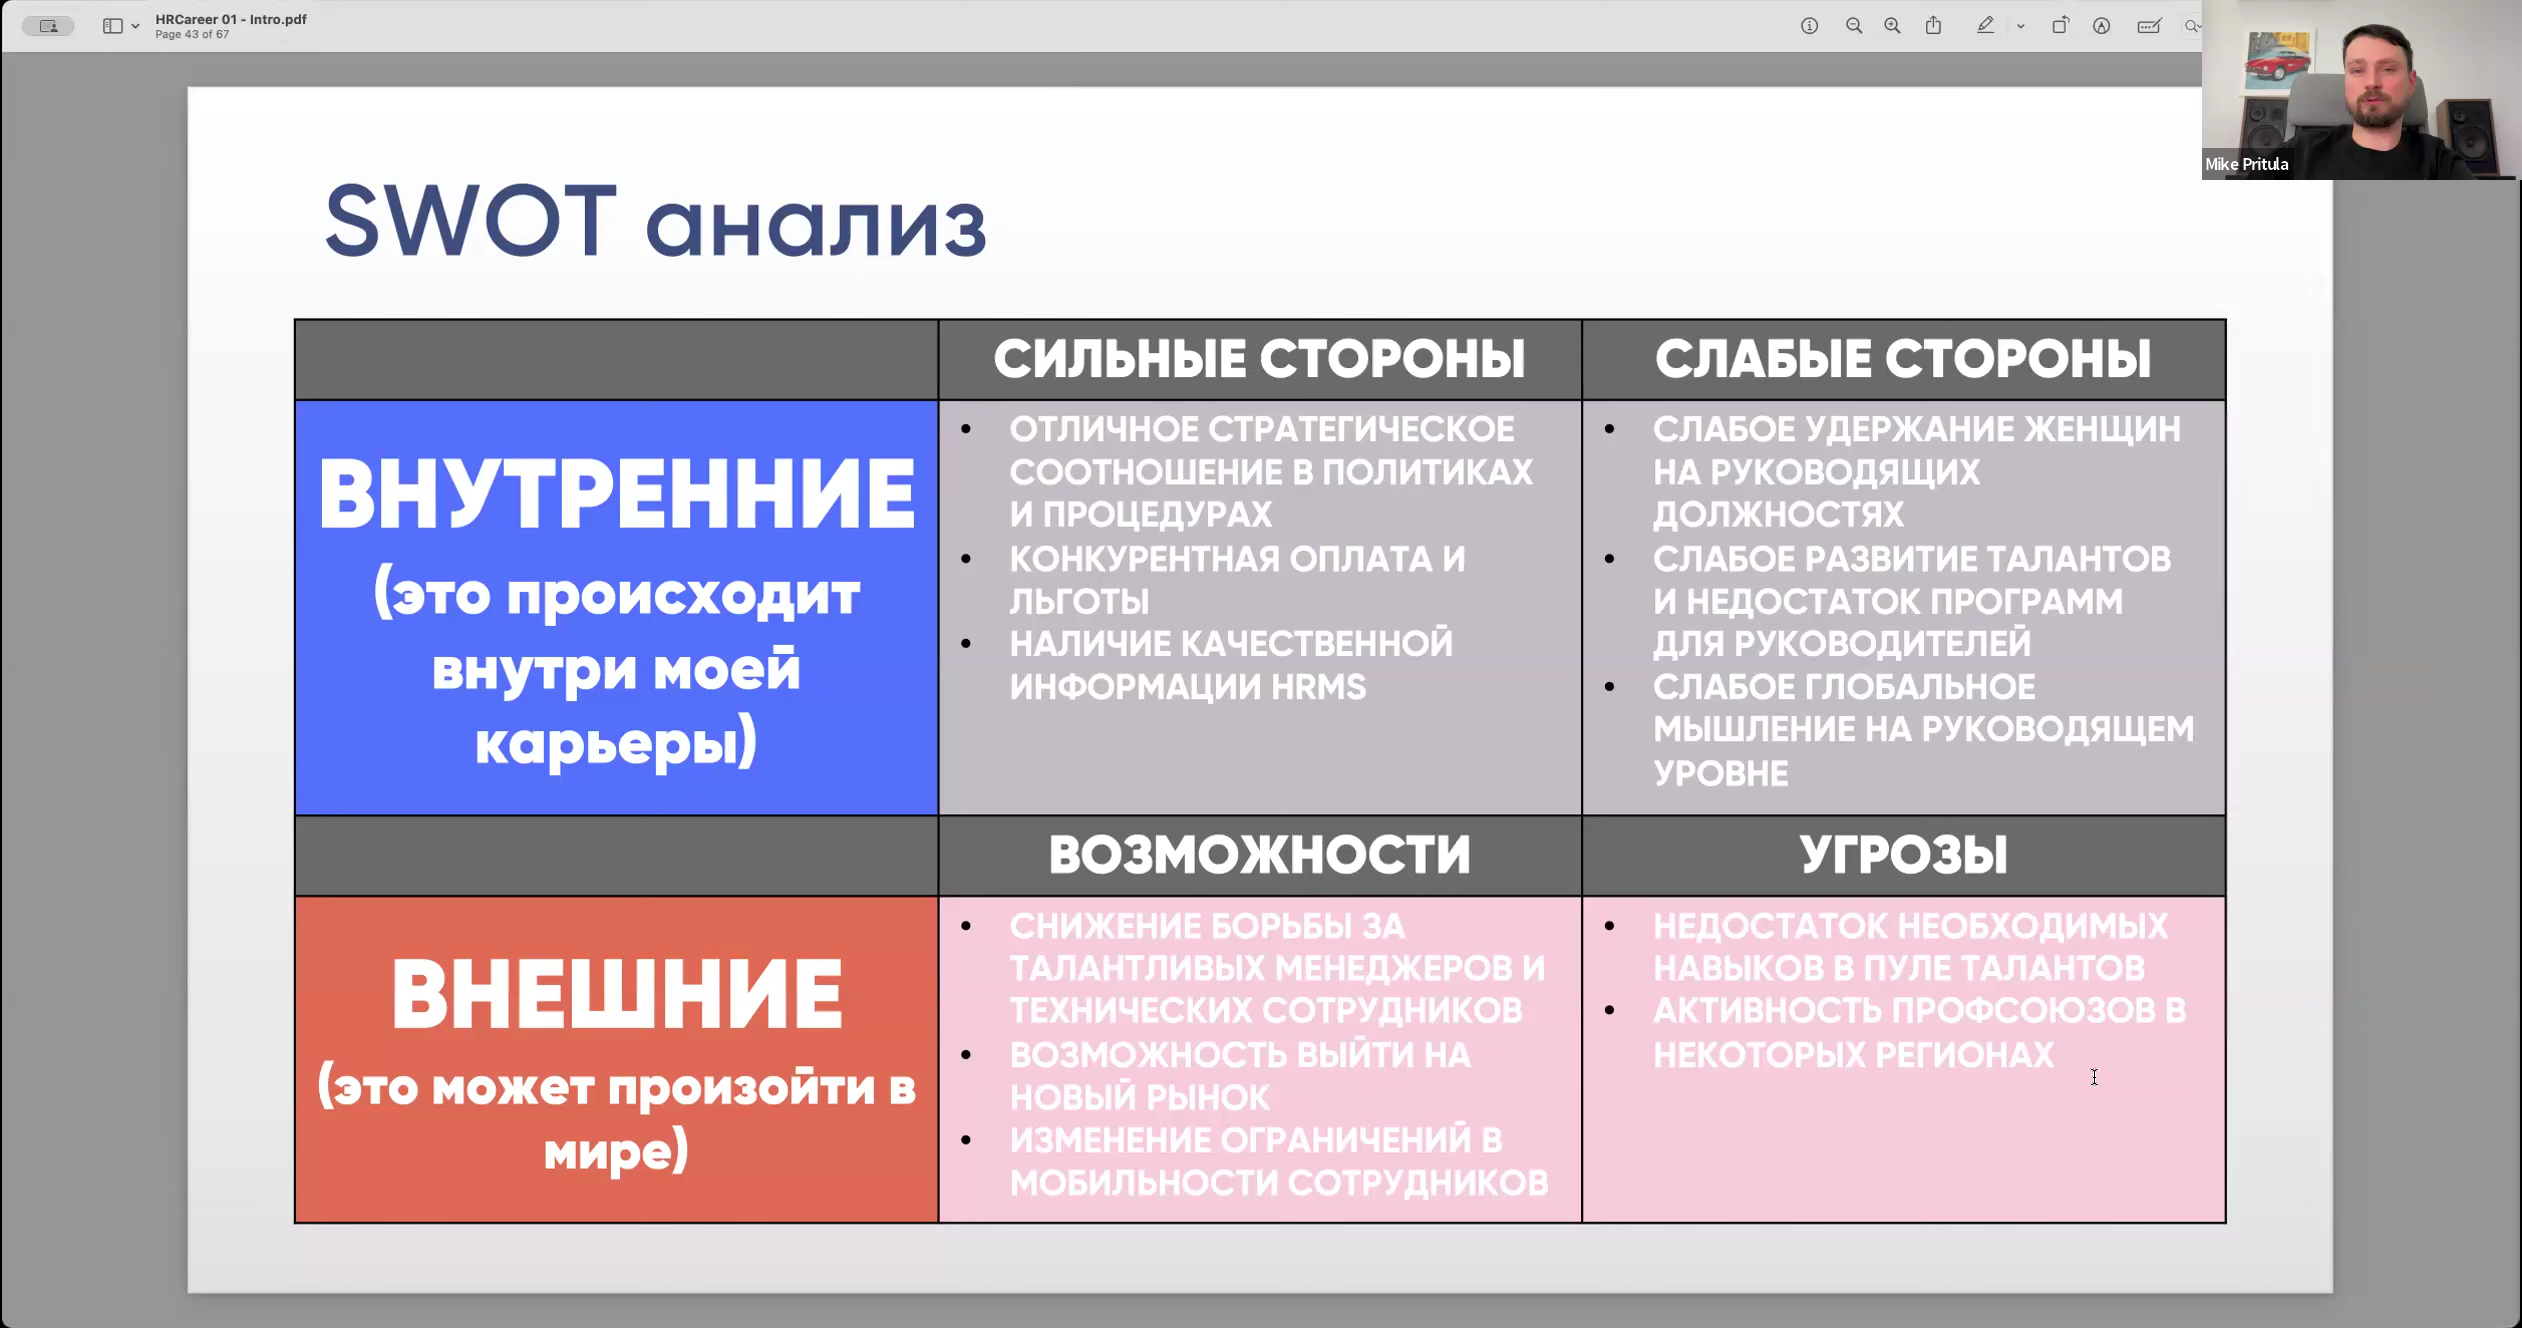 HRCareer 01 - Intro.pdf
Page 43 of 67
Mike Pritula
SWOT анализ
СИЛЬНЫЕ СТОРОНЫ
СЛАБЫЕ СТОРОНЫ
ВНУТРЕННИЕ
(это происходит
внутри моей
карьеры)
• ОТЛИЧНОЕ СТРАТЕГИЧЕСКОЕ
СООТНОШЕНИЕ В ПОЛИТИКАХ
И ПРОЦЕДУРАХ
• КОНКУРЕНТНАЯ ОПЛАТА И
ЛЬГОТЫ
• НАЛИЧИЕ КАЧЕСТВЕННОЙ
ИНФОРМАЦИИ HRMS
• СЛАБОЕ УДЕРЖАНИЕ ЖЕНЩИН
НА РУКОВОДЯЩИХ
ДОЛЖНОСТЯХ
• СЛАБОЕ РАЗВИТИЕ ТАЛАНТОВ
И НЕДОСТАТОК ПРОГРАММ
ДЛЯ РУКОВОДИТЕЛЕЙ
• СЛАБОЕ ГЛОБАЛЬНОЕ
МЫШЛЕНИЕ НА РУКОВОДЯЩЕМ
УРОВНЕ
ВОЗМОЖНОСТИ
УГРОЗЫ
ВНЕШНИЕ
(это может произойти в
мире)
• СНИЖЕНИЕ БОРЬБЫ ЗА
ТАЛАНТЛИВЫХ МЕНЕДЖЕРОВ И
ТЕХНИЧЕСКИХ СОТРУДНИКОВ
• ВОЗМОЖНОСТЬ ВЫЙТИ НА
НОВЫЙ РЫНОК
• ИЗМЕНЕНИЕ ОГРАНИЧЕНИЙ В
МОБИЛЬНОСТИ СОТРУДНИКОВ
• НЕДОСТАТОК НЕОБХОДИМЫХ
НАВЫКОВ В ПУЛЕ ТАЛАНТОВ
• АКТИВНОСТЬ ПРОФСОЮЗОВ В
НЕКОТОРЫХ РЕГИОНАХ